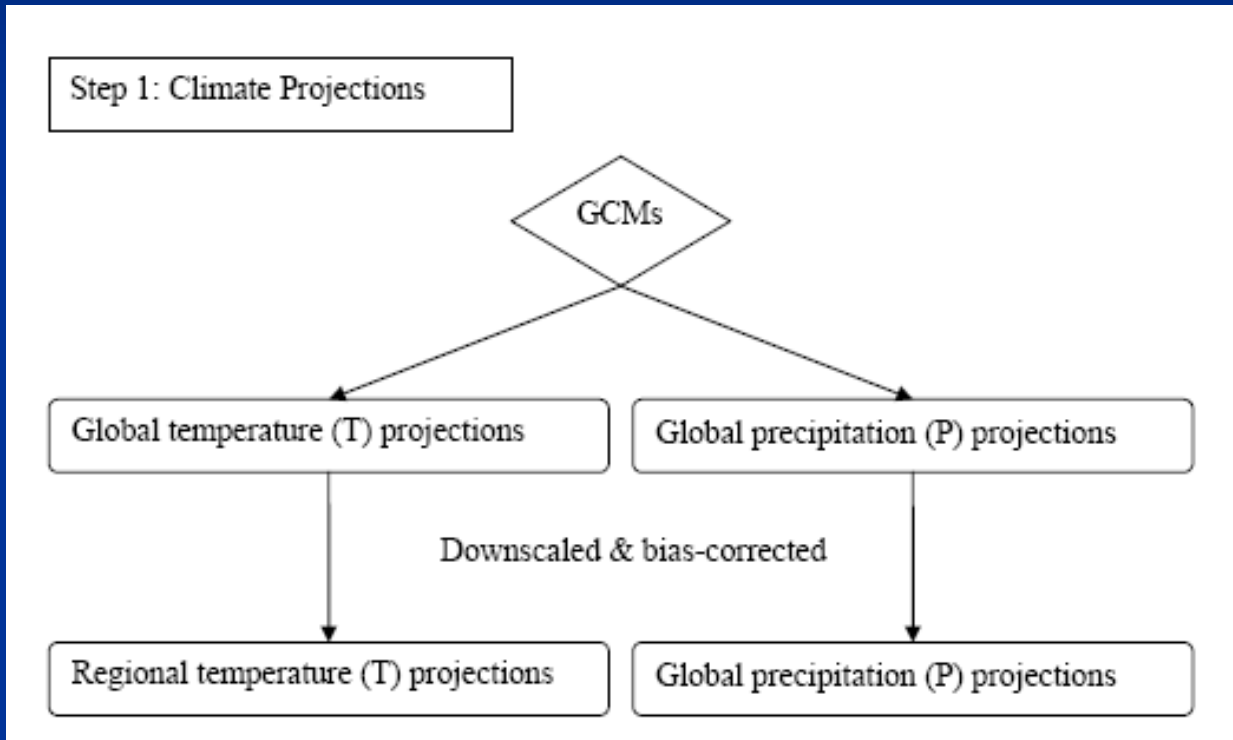 Step 1: Climate Projections
GCMs
Global temperature (T) projections
Global precipitation (P) projections
Downscaled & bias-corrected
Regional temperature (T) projections
Global precipitation (P) projections